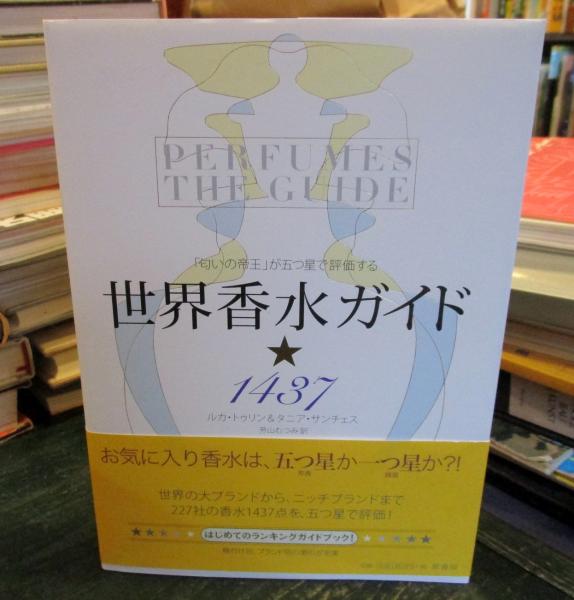 PERFUMES
THE GUIDE
「匂いの帝王」が五つ星で評価する
世界香水ガイド
★
1437
ルカ・トゥリン&タニア・サンチェス
芳山むつみ 訳
お気に入り香水は、五つ星か一つ星か?!
世界の大ブランドから、ニッチブランドまで
227社の香水1437点を、五つ星で評価!
はじめてのランキングガイドブック!
原書房